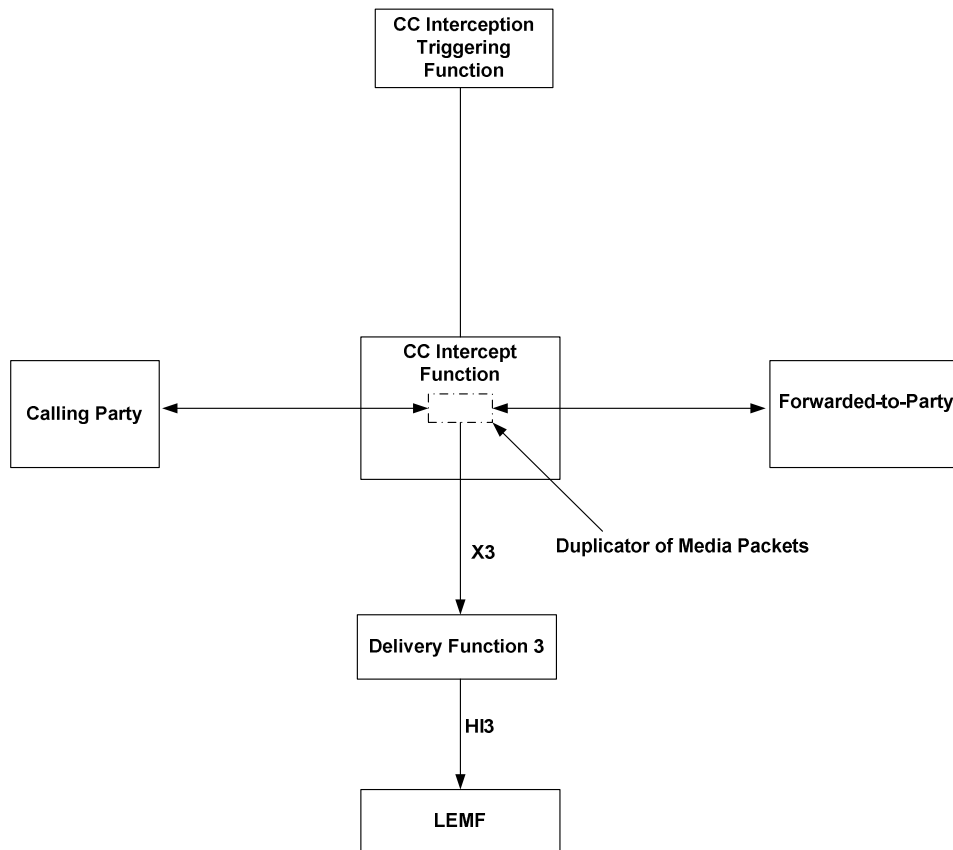 CC Interception
Triggering
Function
CC Intercept
Function
Calling Party
Forwarded-to-Party
Duplicator of Media Packets
X3
Delivery Function 3
HI3
LEMF